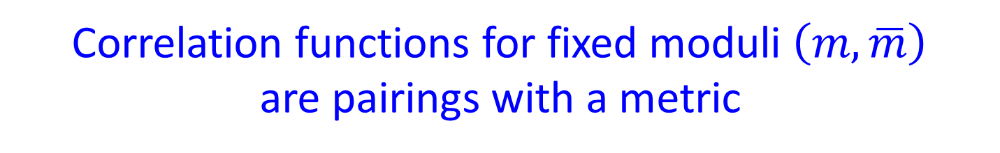 Correlation functions for fixed moduli (m, m̅)
are pairings with a metric